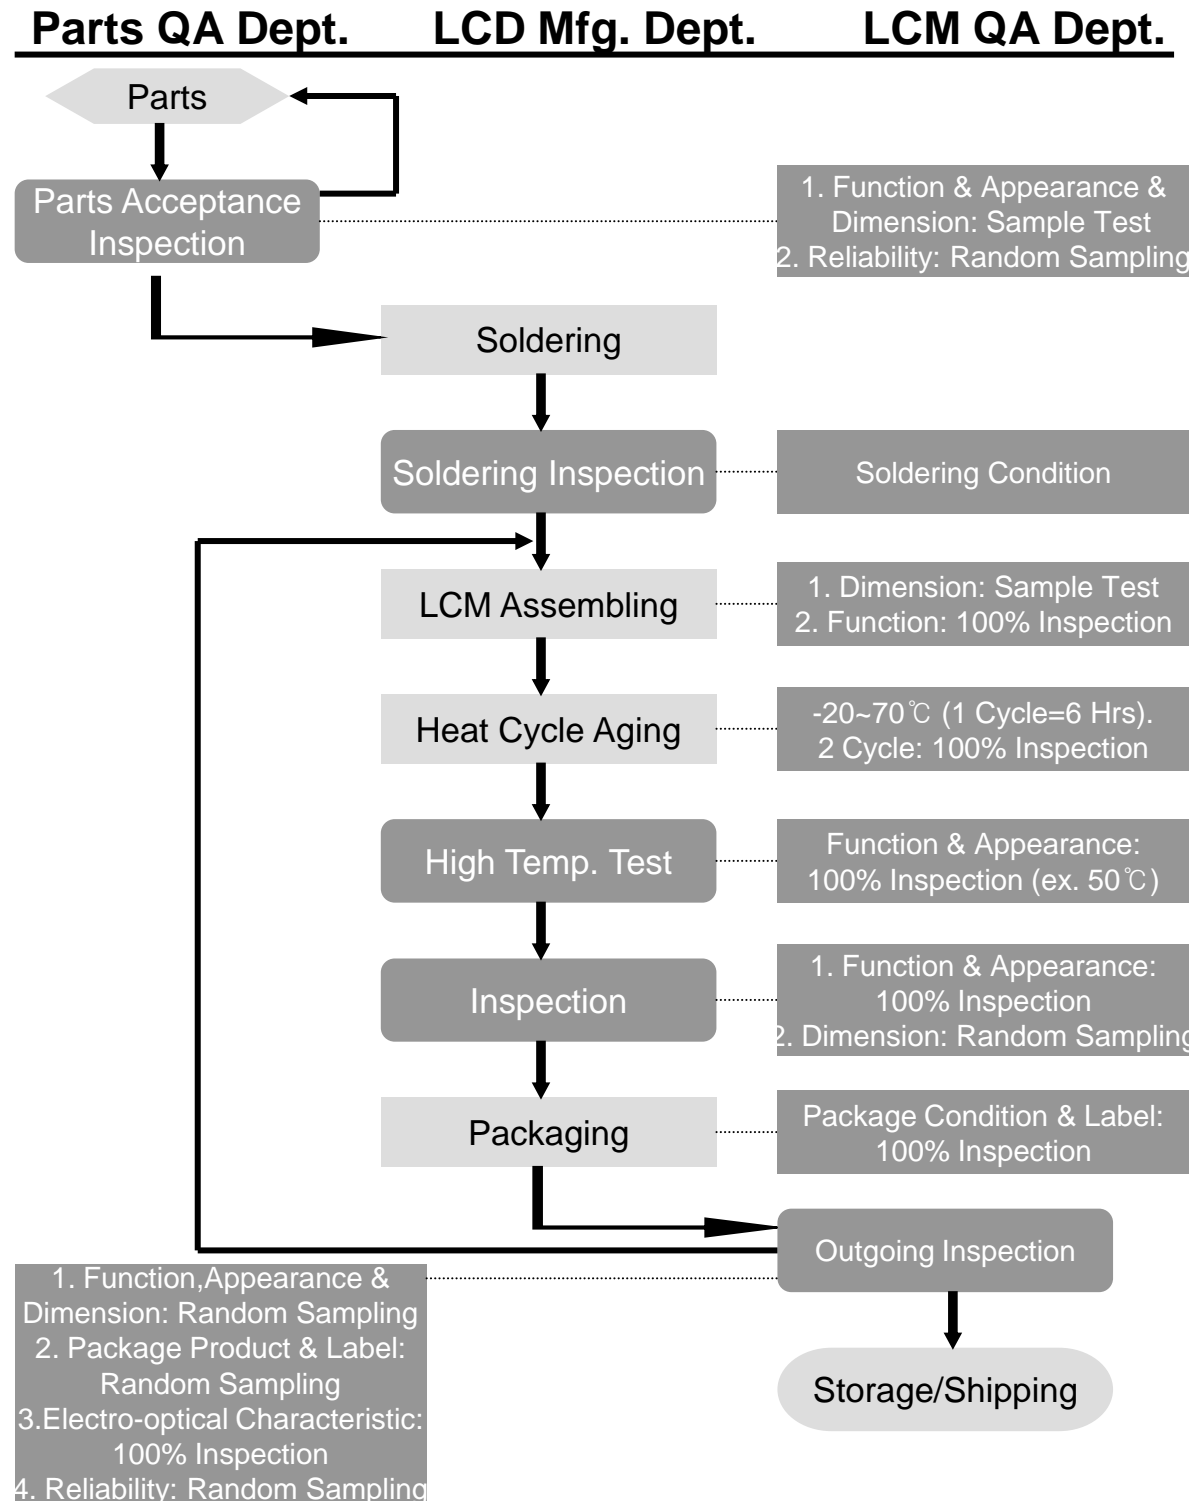 Parts QA Dept. LCD Mfg. Dept. LCM QA Dept.
Parts
Parts Acceptance
Inspection
1. Function & Appearance &
Dimension: Sample Test
2. Reliability: Random Sampling
Soldering
Soldering Inspection
Soldering Condition
LCM Assembling
1. Dimension: Sample Test
2. Function: 100% Inspection
Heat Cycle Aging
-20~70℃ (1 Cycle=6 Hrs).
2 Cycle: 100% Inspection
High Temp. Test
Function & Appearance:
100% Inspection (ex. 50℃)
Inspection
1. Function & Appearance:
100% Inspection
2. Dimension: Random Sampling
Packaging
Package Condition & Label:
100% Inspection
Outgoing Inspection
1. Function,Appearance &
Dimension: Random Sampling
2. Package Product & Label:
Random Sampling
3.Electro-optical Characteristic:
100% Inspection
4. Reliability: Random Sampling
Storage/Shipping